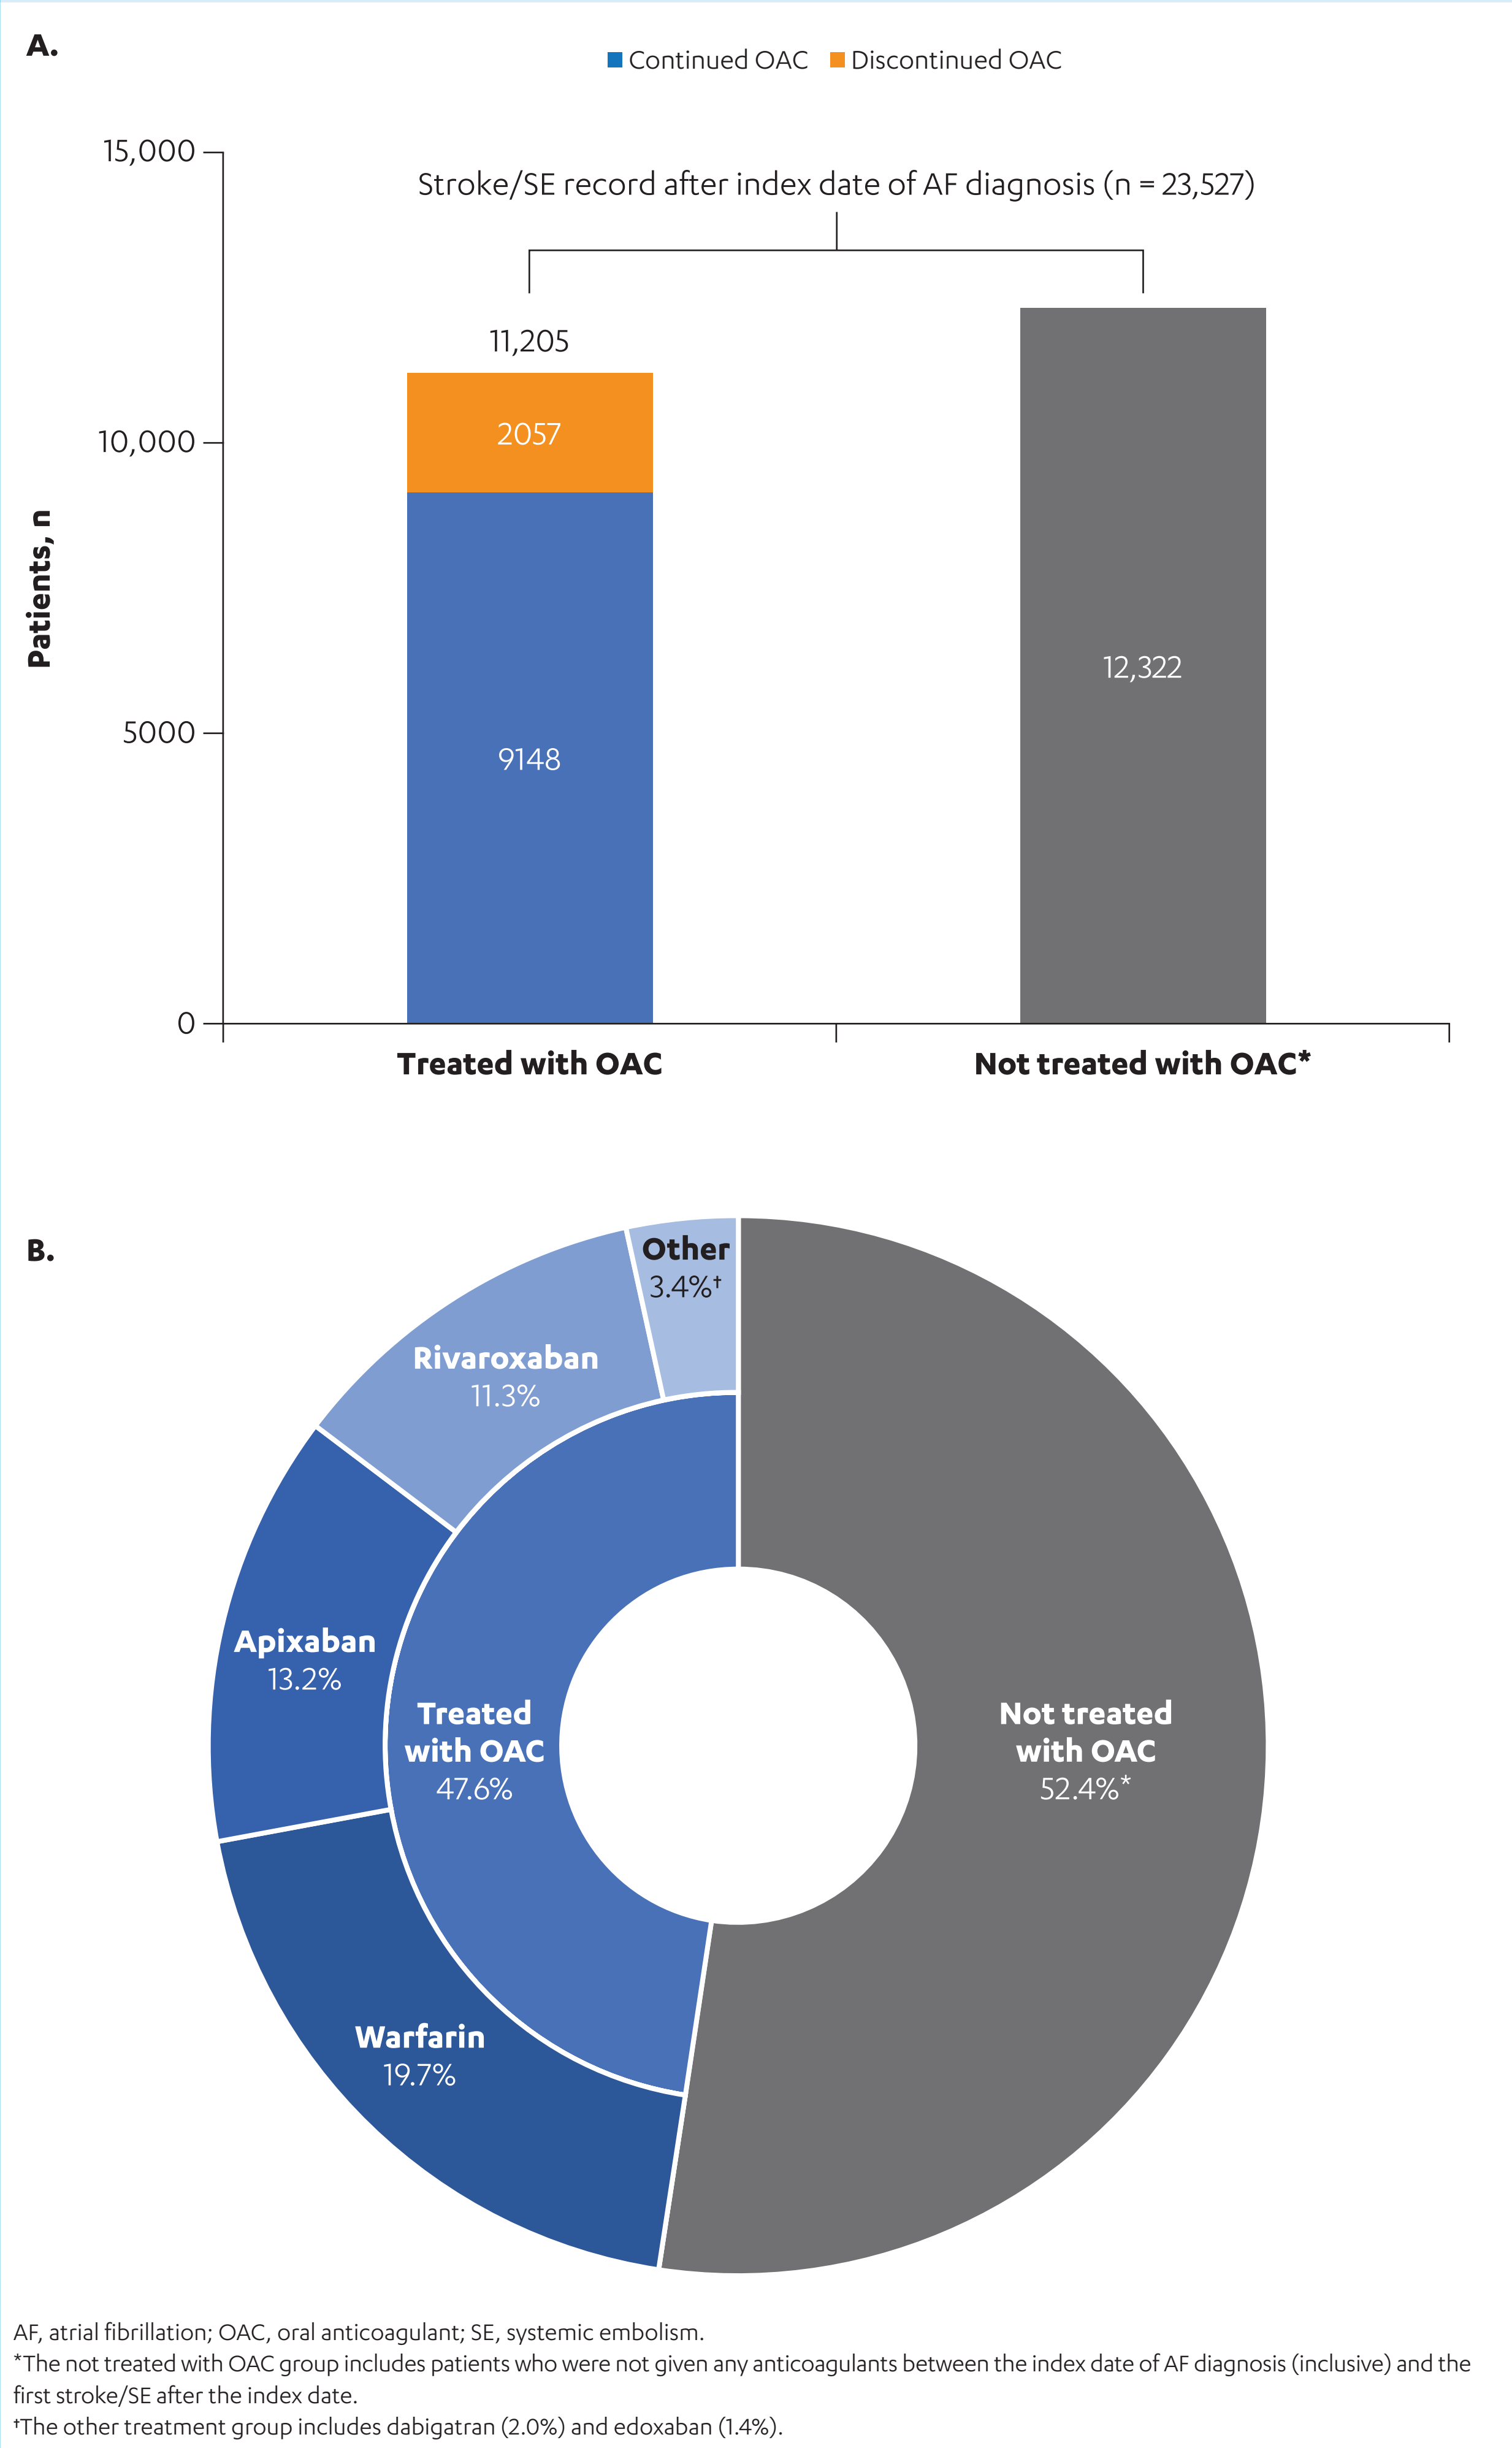 A.
Continued OAC Discontinued OAC
15,000
Stroke/SE record after index date of AF diagnosis (n = 23,527)
11,205
2057
10,000
Patients, n
12,322
5000
9148
0
Treated with OAC Not treated with OAC*
B.
Other
3.4%†
Rivaroxaban
11.3%
Apixaban
13.2%
Treated
with OAC
47.6%
Not treated
with OAC
52.4%*
Warfarin
19.7%
AF, atrial fibrillation; OAC, oral anticoagulant; SE, systemic embolism.
*The not treated with OAC group includes patients who were not given any anticoagulants between the index date of AF diagnosis (inclusive) and the
first stroke/SE after the index date.
†The other treatment group includes dabigatran (2.0%) and edoxaban (1.4%).